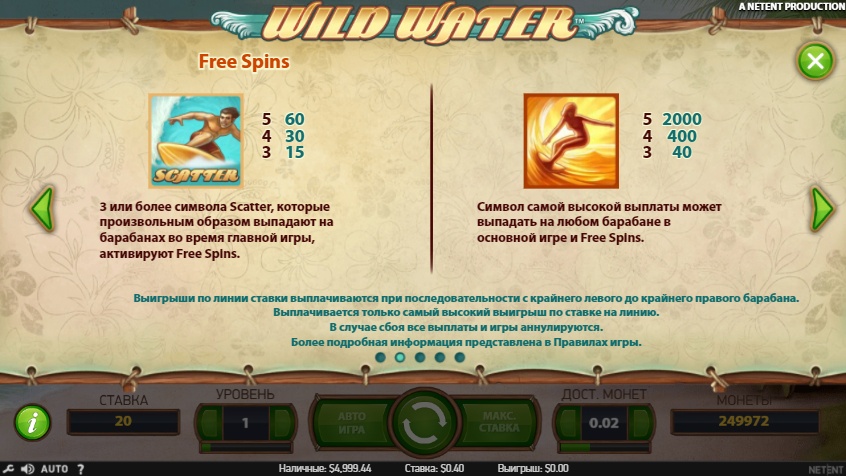 A NETENT PRODUCTION
WILD WATER™
Free Spins
SCATTER
5 60
4 30
3 15
5 2000
4 400
3 40
3 или более символа Scatter, которые
произвольным образом выпадают на
барабанах во время главной игры,
активируют Free Spins.
Символ самой высокой выплаты может
выпадать на любом барабане в
основной игре и Free Spins.
Выигрыши по линии ставки выплачиваются при последовательности с крайнего левого до крайнего правого барабана.
Выплачивается только самый высокий выигрыш по ставке на линию.
В случае сбоя все выплаты и игры аннулируются.
Более подробная информация представлена в Правилах игры.
СТАВКА
20
УРОВЕНЬ
1
АВТО
ИГРА
МАКС.
СТАВКА
ДОСТ. МОНЕТ
0.02
МОНЕТЫ
249972
AUTO ?
Наличные: $4,999.44 Ставка: $0.40 Выигрыш: $0.00
NETENT